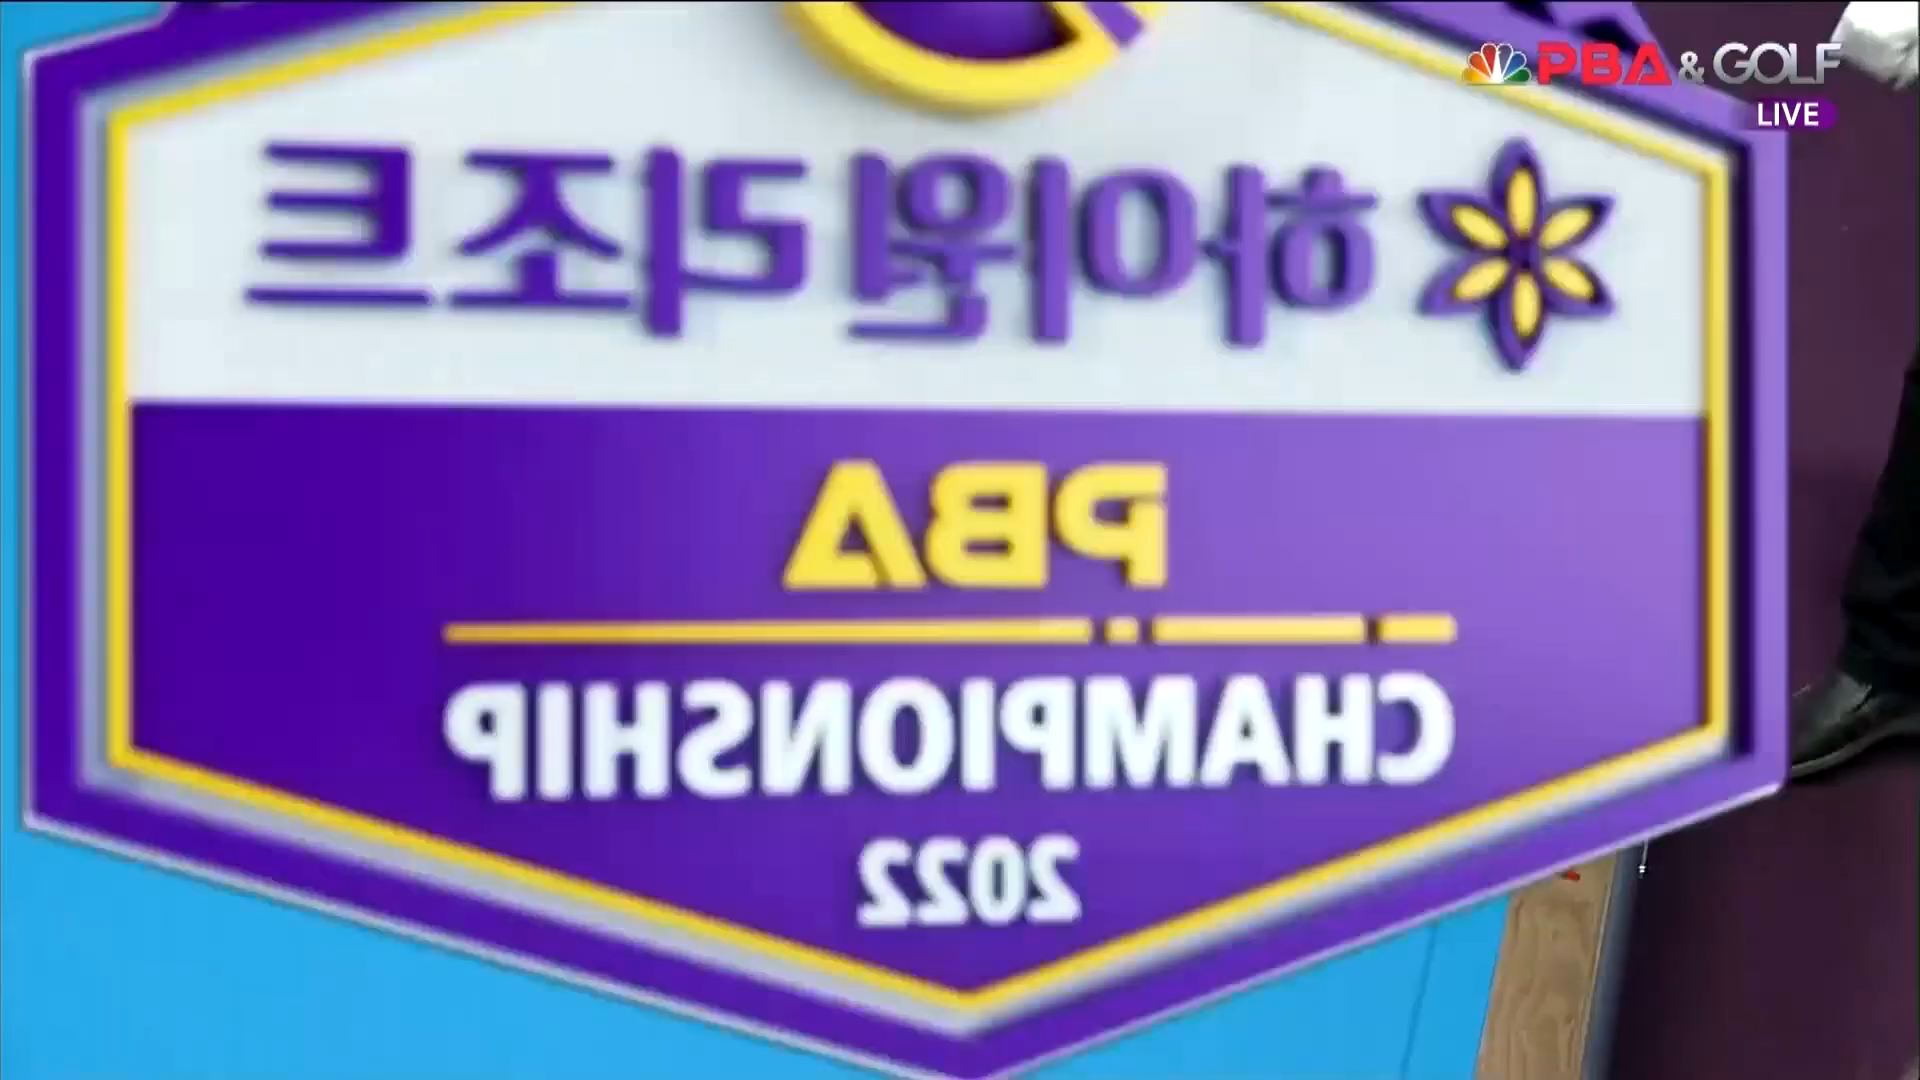 PBA & GOLF
LIVE
하이원리조트
PBA
CHAMPIONSHIP
2022